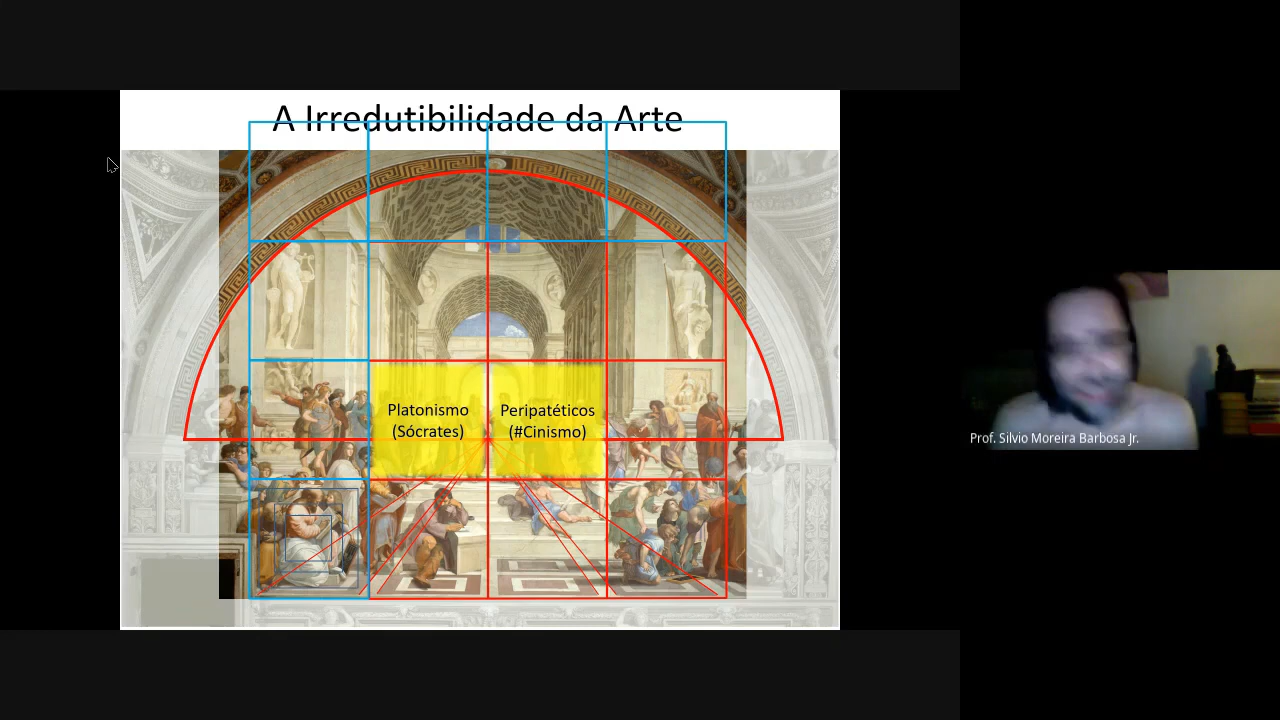 A Irredutibilidade da Arte
Platonismo
(Sócrates)
Peripatéticos
(#Cinismo)
Prof. Silvio Moreira Barbosa Jr.